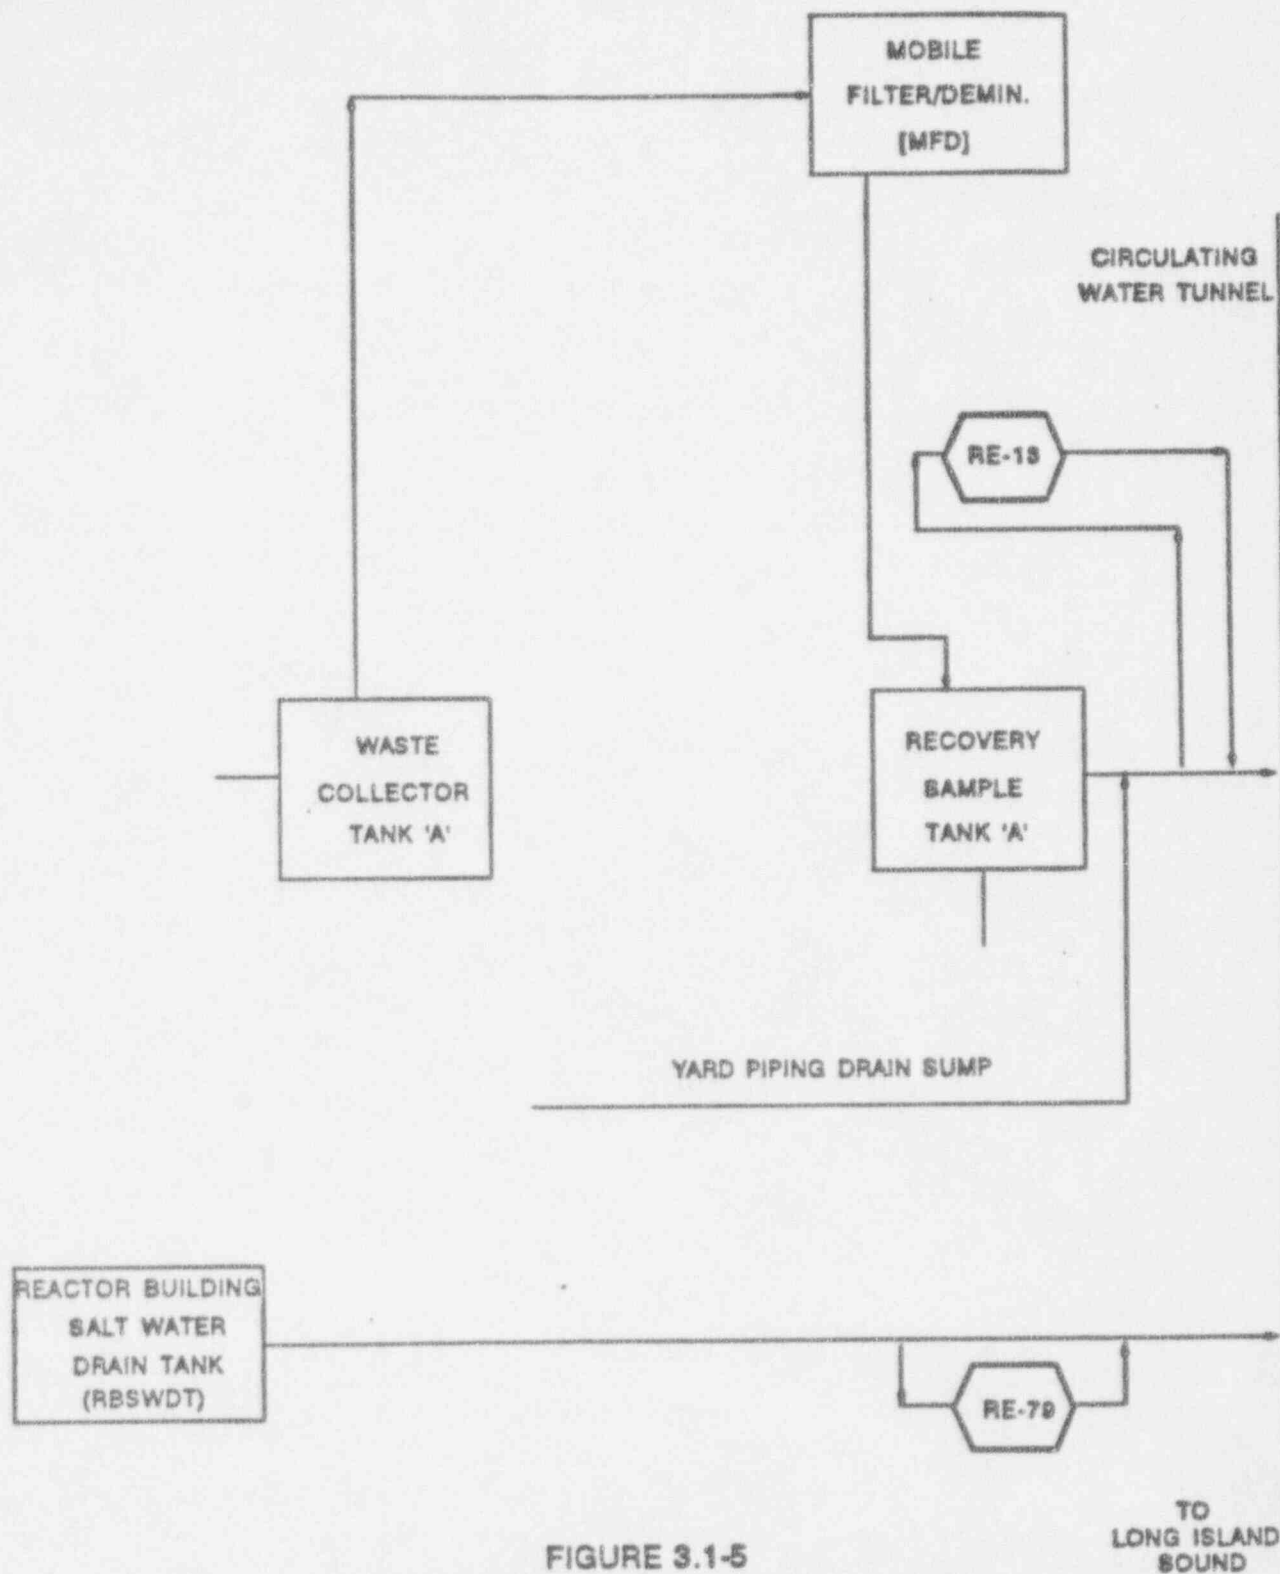 MOBILE
FILTER/DEMIN.
[MFD]
CIRCULATING
WATER TUNNEL
RE-13
WASTE
COLLECTOR
TANK 'A'
RECOVERY
SAMPLE
TANK 'A'
YARD PIPING DRAIN SUMP
REACTOR BUILDING
SALT WATER
DRAIN TANK
(RBSWDT)
RE-79
TO
LONG ISLAND
SOUND
FIGURE 3.1-5